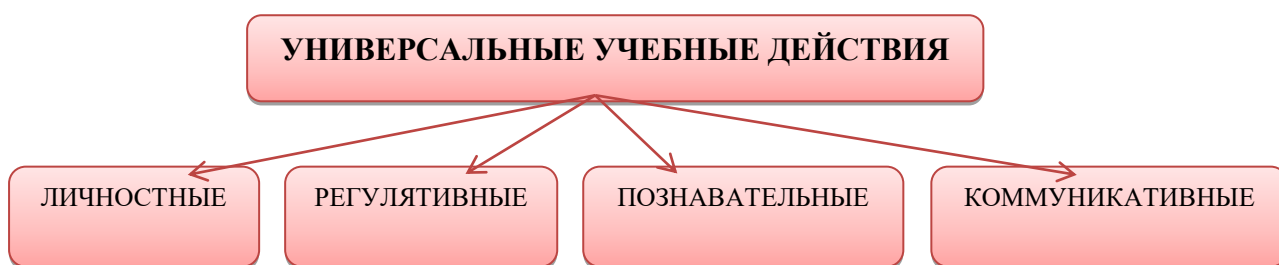 УНИВЕРСАЛЬНЫЕ УЧЕБНЫЕ ДЕЙСТВИЯ
ЛИЧНОСТНЫЕ
РЕГУЛЯТИВНЫЕ
ПОЗНАВАТЕЛЬНЫЕ
КОММУНИКАТИВНЫЕ